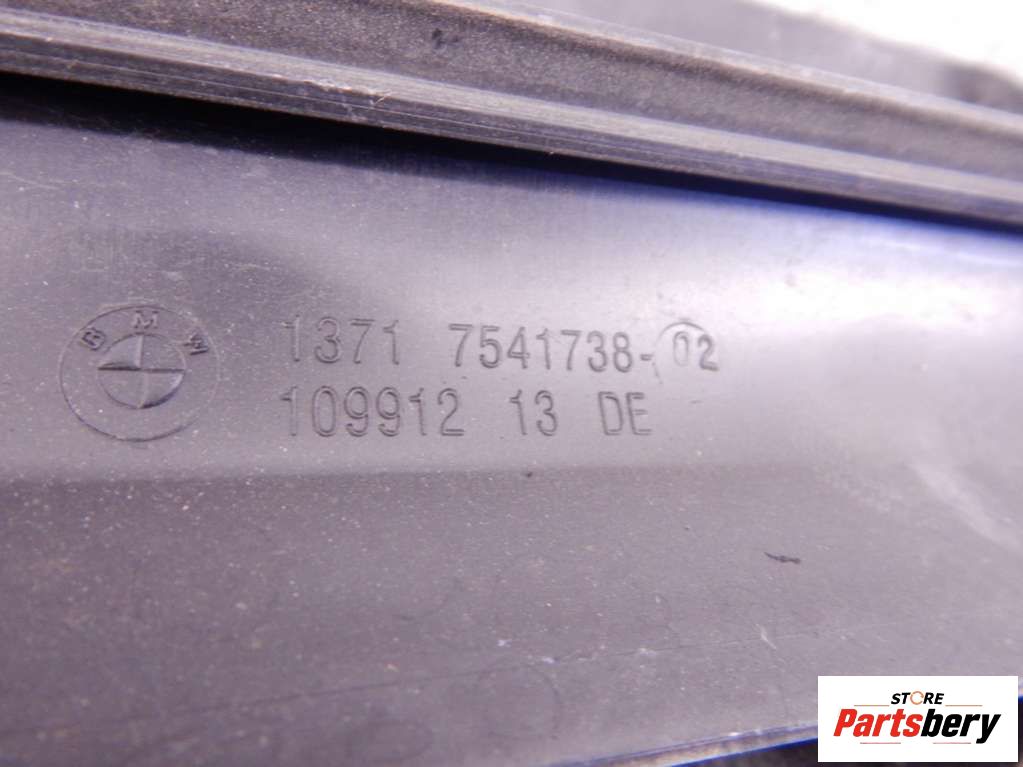 BMW
1371 7541738-02
109912 13 DE
STORE
Partsbery